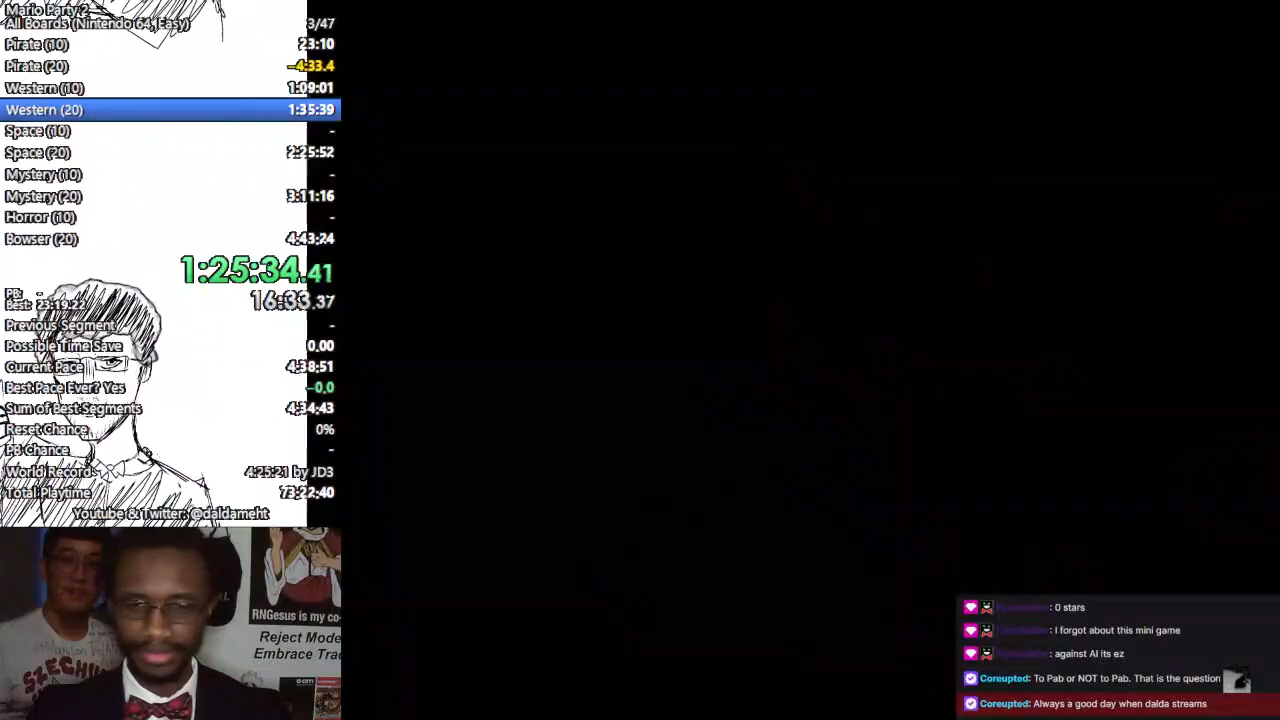 Mario Party 2
All Boards (Nintendo 64, Easy) 3/47
Pirate (10) 23:10
Pirate (20) -4:33.4
Western (10) 1:09:01
Western (20) 1:35:39
Space (10) -
Space (20) 2:25:52
Mystery (10) -
Mystery (20) 3:11:16
Horror (10) -
Bowser (20) 4:43:24
1:25:34.41
PB: -
16:33.37
Best: 23:19.22
Previous Segment -
Possible Time Save 0.00
Current Pace 4:38:51
Best Pace Ever? Yes -0.0
Sum of Best Segments 4:34:43
Reset Chance 0%
PB Chance -
World Record 4:25:21 by JD3
Total Playtime 73:22:40
Youtube & Twitter: @daldameht
RNGesus is my co-
Reject Mode
Embrace Tra
: 0 stars
: I forgot about this mini game
: against AI its ez
Coreupted: To Pab or NOT to Pab. That is the question
Coreupted: Always a good day when dalda streams